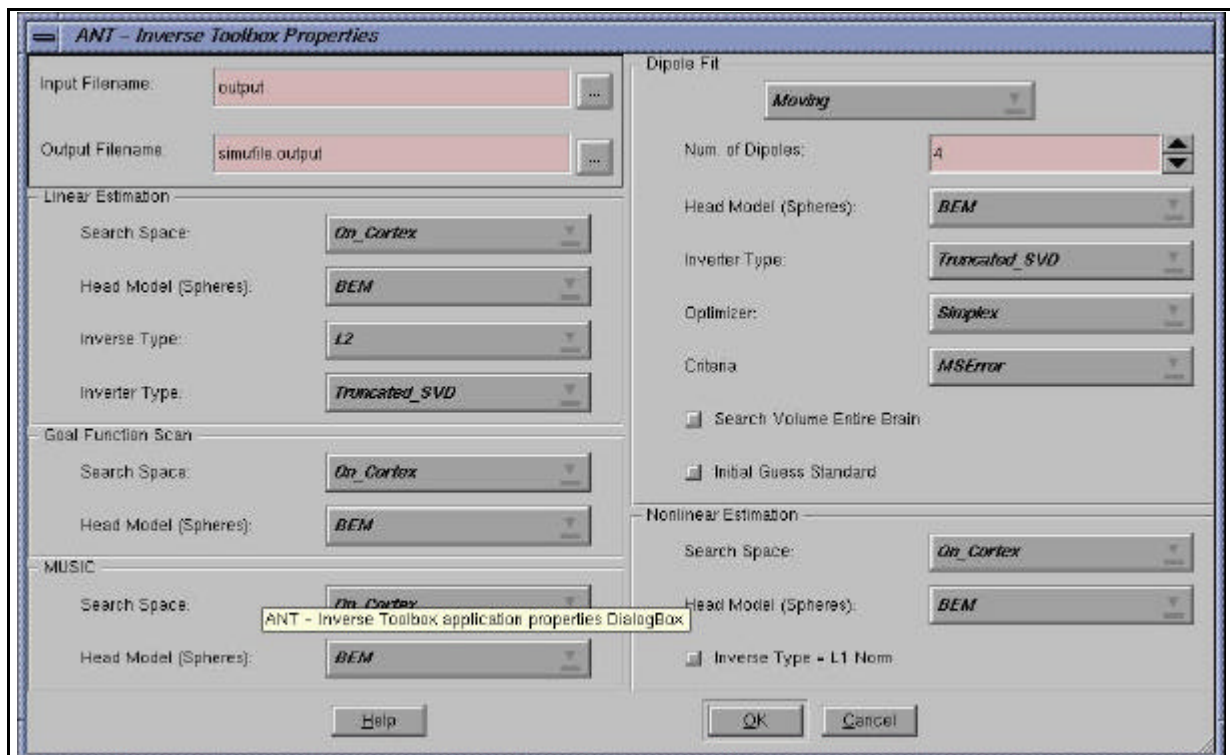 ANT - Inverse Toolbox Properties
Input Filename: output ...
Output Filename: simufile.output ...
Linear Estimation
Search Space: On_Cortex
Head Model (Spheres): BEM
Inverse Type: L2
Inverter Type: Truncated_SVD
Goal Function Scan
Search Space: On_Cortex
Head Model (Spheres): BEM
MUSIC
Search Space: On_Cortex
ANT - Inverse Toolbox application properties DialogBox
Head Model (Spheres): BEM
Dipole Fit
Moving
Num. of Dipoles: 4
Head Model (Spheres): BEM
Inverter Type: Truncated_SVD
Optimizer: Simplex
Criteria MSError
Search Volume Entire Brain
Initial Guess Standard
Nonlinear Estimation
Search Space: On_Cortex
Head Model (Spheres): BEM
Inverse Type = L1 Norm
Help
OK
Cancel